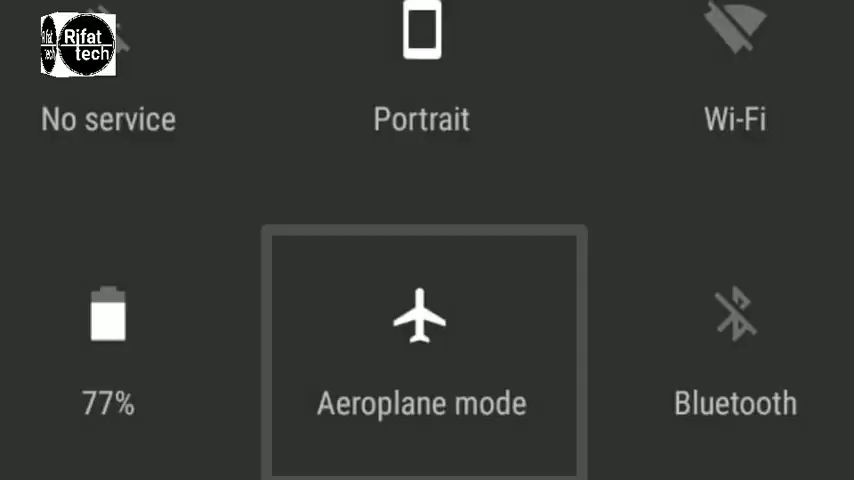 Rifat
tech
No service
Portrait
Wi-Fi
77%
Aeroplane mode
Bluetooth